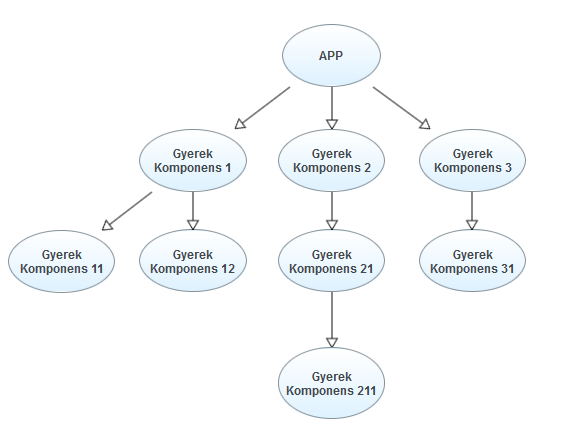 APP
Gyerek
Komponens 1
Gyerek
Komponens 2
Gyerek
Komponens 3
Gyerek
Komponens 11
Gyerek
Komponens 12
Gyerek
Komponens 21
Gyerek
Komponens 31
Gyerek
Komponens 211